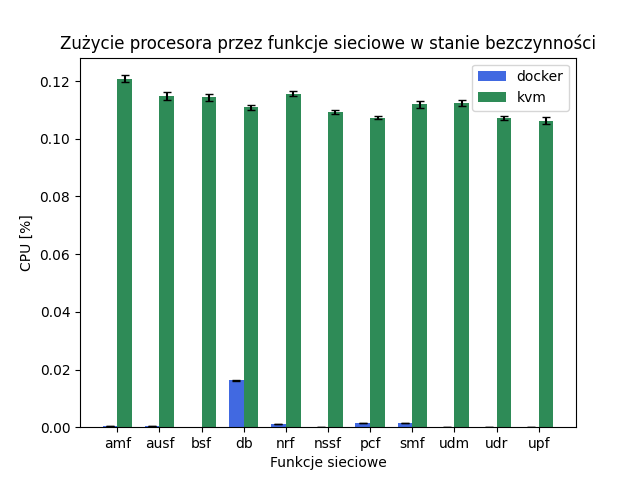 Zużycie procesora przez funkcje sieciowe w stanie bezczynności
docker
kvm
0.12
0.10
0.08
0.06
0.04
0.02
0.00
CPU [%]
amf ausf bsf db nrf nssf pcf smf udm udr upf
Funkcje sieciowe